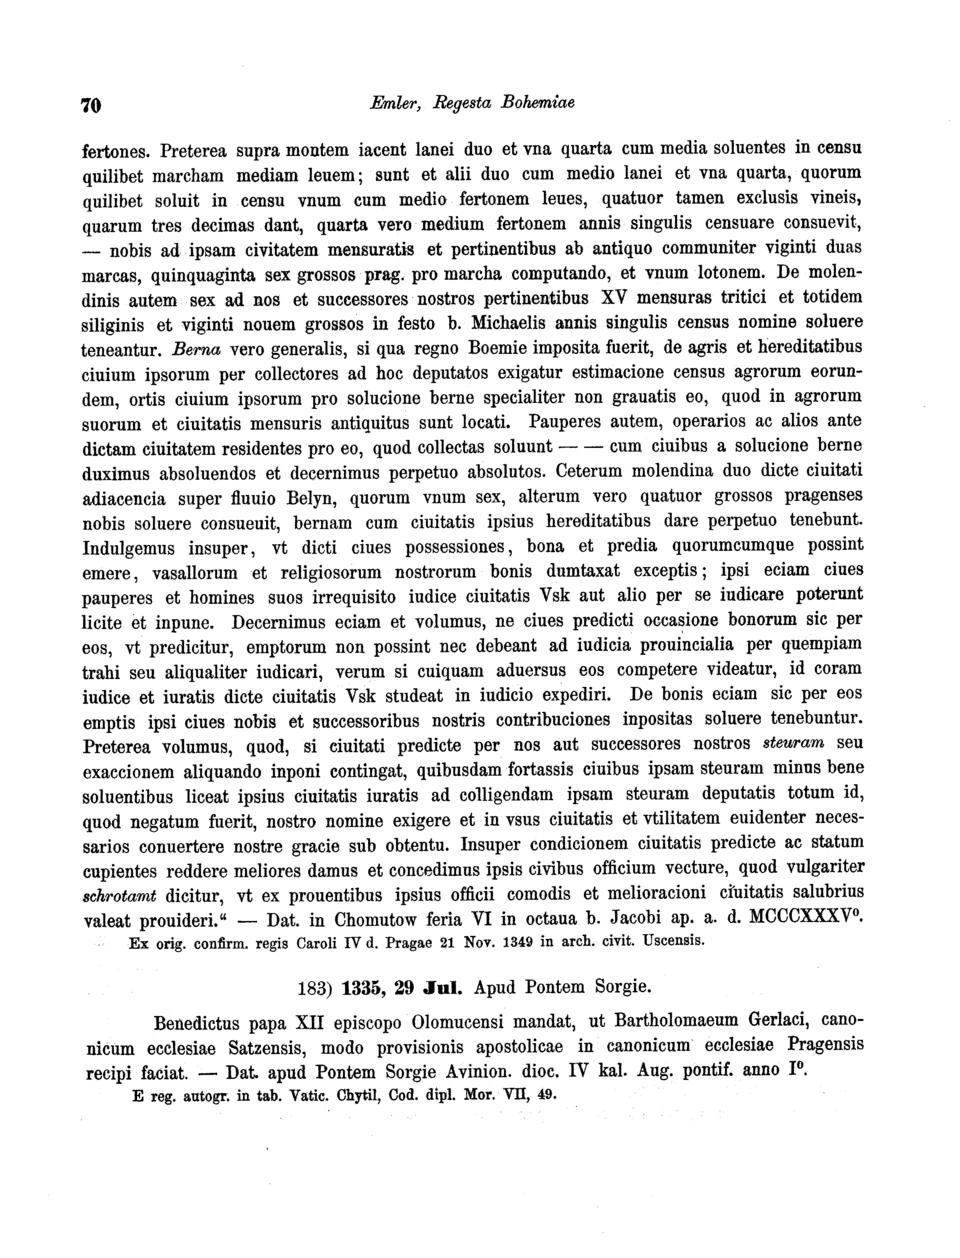 70 Emler, Regesta Bohemiae
fertones. Preterea supra montem iacent lanei duo et vna quarta cum media soluentes in censu
quilibet marcham mediam leuem; sunt et alii duo cum medio lanei et vna quarta, quorum
quilibet soluit in censu vnum cum medio fertonem leues, quatuor tamen exclusis vineis,
quarum tres decimas dant, quarta vero medium fertonem annis singulis censuare consuevit,
— nobis ad ipsam civitatem mensuratis et pertinentibus ab antiquo communiter viginti duas
marcas, quinquaginta sex grossos prag. pro marcha computando, et vnum lotonem. De molen-
dinis autem sex ad nos et successores nostros pertinentibus XV mensuras tritici et totidem
siliginis et viginti nouem grossos in festo b. Michaelis annis singulis census nomine soluere
teneantur. Berna vero generalis, si qua regno Boemie imposita fuerit, de agris et hereditatibus
ciuium ipsorum per collectores ad hoc deputatos exigatur estimacione census agrorum eorun-
dem, ortis ciuium ipsorum pro solucione berne specialiter non grauatis eo, quod in agrorum
suorum et ciuitatis mensuris antiquitus sunt locati. Pauperes autem, operarios ac alios ante
dictam ciuitatem residentes pro eo, quod collectas soluunt — — cum ciuibus a solucione berne
duximus absoluendos et decernimus perpetuo absolutos. Ceterum molendina duo dicte ciuitati
adiacencia super fluuio Belyn, quorum vnum sex, alterum vero quatuor grossos pragenses
nobis soluere consueuit, bernam cum ciuitatis ipsius hereditatibus dare perpetuo tenebunt.
Indulgemus insuper, vt dicti ciues possessiones, bona et predia quorumcumque possint
emere, vasallorum et religiosorum nostrorum bonis dumtaxat exceptis; ipsi eciam ciues
pauperes et homines suos irrequisito iudice ciuitatis Vsk aut alio per se iudicare poterunt
licite et inpune. Decernimus eciam et volumus, ne ciues predicti occasione bonorum sic per
eos, vt predicitur, emptorum non possint nec debeant ad iudicia prouincialia per quempiam
trahi seu aliqualiter iudicari, verum si cuiquam aduersus eos competere videatur, id coram
iudice et iuratis dicte ciuitatis Vsk studeat in iudicio expediri. De bonis eciam sic per eos
emptis ipsi ciues nobis et successoribus nostris contribuciones inpositas soluere tenebuntur.
Preterea volumus, quod, si ciuitati predicte per nos aut successores nostros steuram seu
exaccionem aliquando inponi contingat, quibusdam fortassis ciuibus ipsam steuram minus bene
soluentibus liceat ipsius ciuitatis iuratis ad colligendam ipsam steuram deputatis totum id,
quod negatum fuerit, nostro nomine exigere et in vsus ciuitatis et vtilitatem euidenter neces-
sarios conuertere nostre gracie sub obtentu. Insuper condicionem ciuitatis predicte ac statum
cupientes reddere meliores damus et concedimus ipsis civibus officium vecture, quod vulgariter
schrotamt dicitur, vt ex prouentibus ipsius officii comodis et melioracioni ciuitatis salubrius
valeat prouideri.“ — Dat. in Chomutow feria VI in octaua b. Jacobi ap. a. d. MCCCXXXV⁰.
Ex orig. confirm. regis Caroli IV d. Pragae 21 Nov. 1349 in arch. civit. Uscensis.
183) 1335, 29 Jul. Apud Pontem Sorgie.
Benedictus papa XII episcopo Olomucensi mandat, ut Bartholomaeum Gerlaci, cano-
nicum ecclesiae Satzensis, modo provisionis apostolicae in canonicum ecclesiae Pragensis
recipi faciat. — Dat. apud Pontem Sorgie Avinion. dioc. IV kal. Aug. pontif. anno I⁰.
E reg. autogr. in tab. Vatic. Chytil, Cod. dipl. Mor. VII, 49.